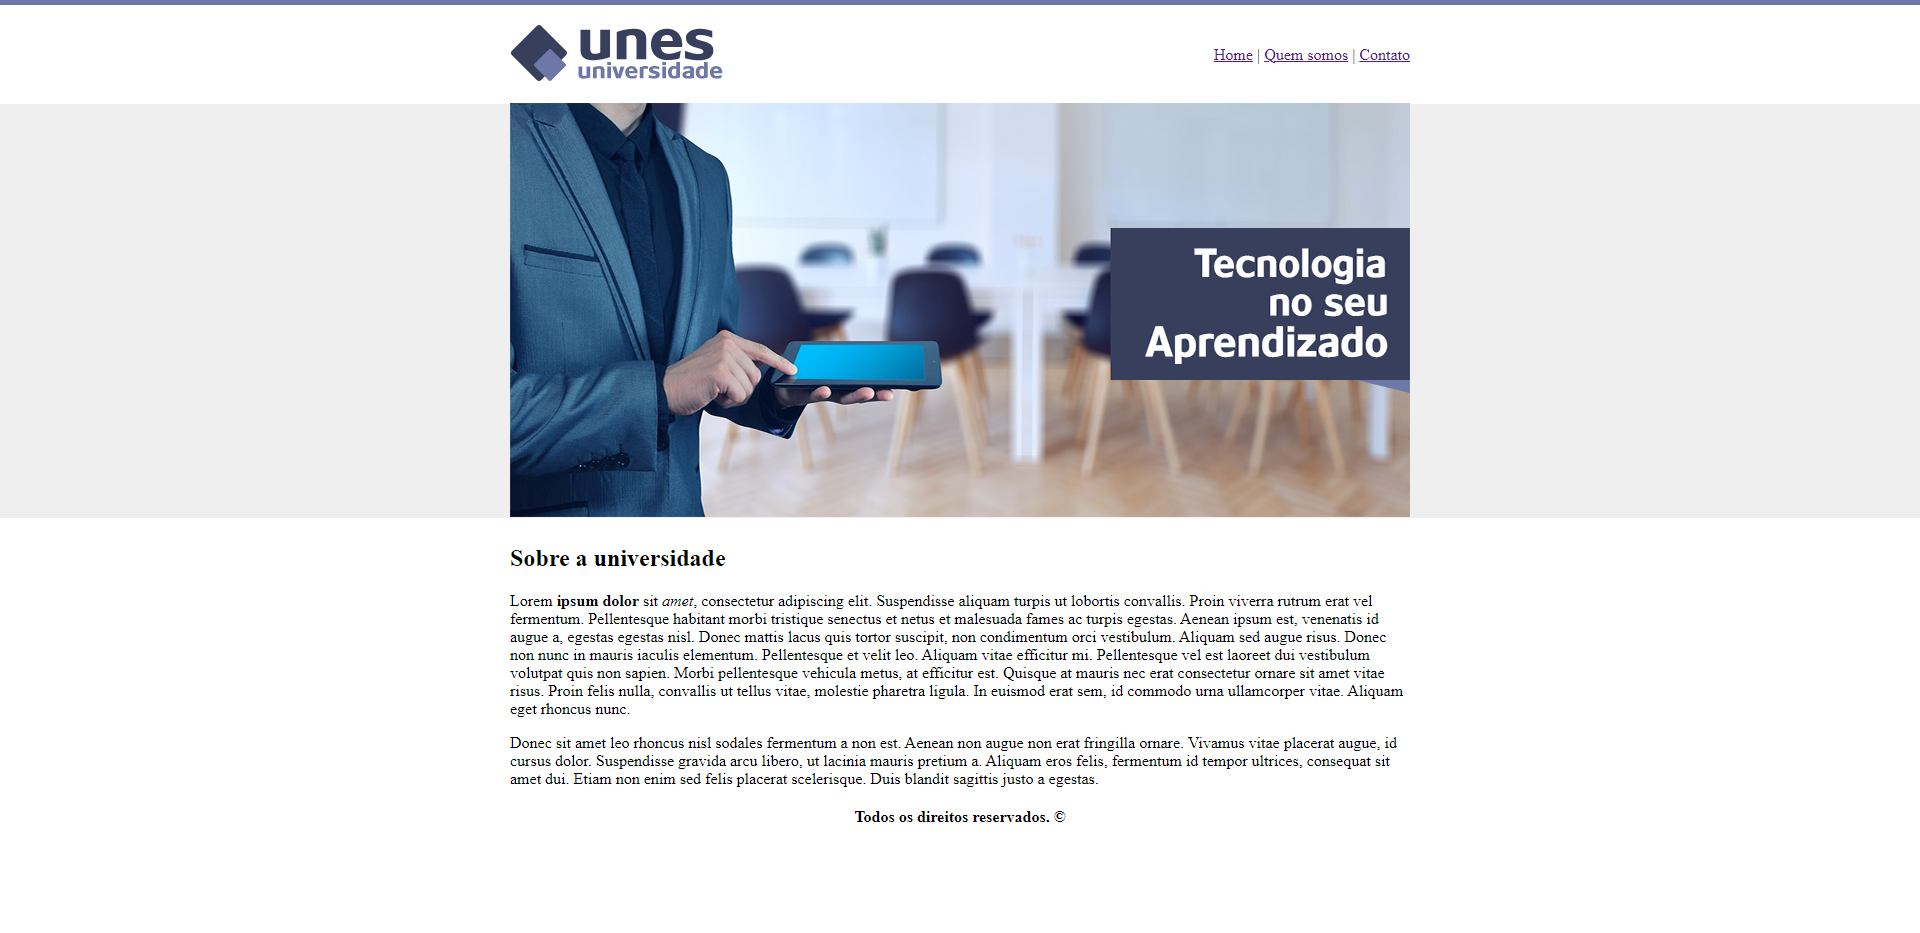 unes
universidade
Home | Quem somos | Contato
Tecnologia
no seu
Aprendizado
Sobre a universidade
Lorem ipsum dolor sit amet, consectetur adipiscing elit. Suspendisse aliquam turpis ut lobortis convallis. Proin viverra rutrum erat vel
fermentum. Pellentesque habitant morbi tristique senectus et netus et malesuada fames ac turpis egestas. Aenean ipsum est, venenatis id
augue a, egestas egestas nisl. Donec mattis lacus quis tortor suscipit, non condimentum orci vestibulum. Aliquam sed augue risus. Donec
non nunc in mauris iaculis elementum. Pellentesque et velit leo. Aliquam vitae efficitur mi. Pellentesque vel est laoreet dui vestibulum
volutpat quis non sapien. Morbi pellentesque vehicula metus, at efficitur est. Quisque at mauris nec erat consectetur ornare sit amet vitae
risus. Proin felis nulla, convallis ut tellus vitae, molestie pharetra ligula. In euismod erat sem, id commodo urna ullamcorper vitae. Aliquam
eget rhoncus nunc.
Donec sit amet leo rhoncus nisl sodales fermentum a non est. Aenean non augue non erat fringilla ornare. Vivamus vitae placerat augue, id
cursus dolor. Suspendisse gravida arcu libero, ut lacinia mauris pretium a. Aliquam eros felis, fermentum id tempor ultrices, consequat sit
amet dui. Etiam non enim sed felis placerat scelerisque. Duis blandit sagittis justo a egestas.
Todos os direitos reservados. ©